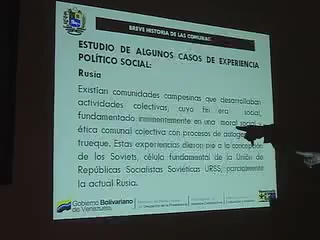 BREVE HISTORIA DE LAS COMUNAS
ESTUDIO DE ALGUNOS CASOS DE EXPERIENCIA
POLÍTICO SOCIAL:
Rusia
Existían comunidades campesinas que desarrollaban
actividades colectivas, cuyo fin era social,
fundamentado en una moral social y
ética comunal colectiva con procesos de
trueque. Estas experiencias dieron pie a la concepción
de los Soviets, célula fundamental de la Unión de
Repúblicas Socialistas Soviéticas URSS, parcialmente
la actual Rusia.
Gobierno Bolivariano
de Venezuela